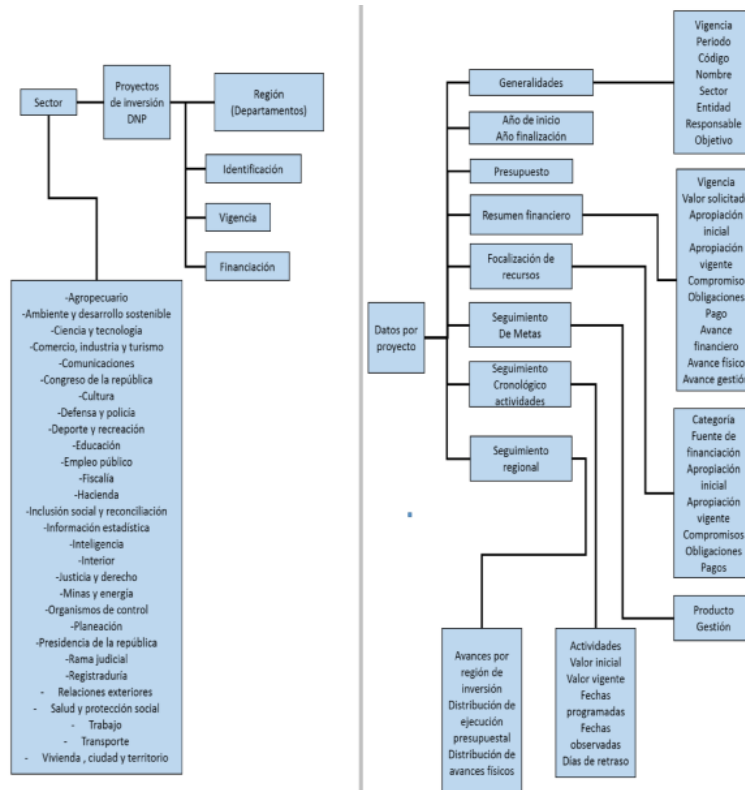 Sector
Proyectos
de inversión
DNP
Región
(Departamentos)
Identificación
Vigencia
Financiación
-Agropecuario
-Ambiente y desarrollo sostenible
-Ciencia y tecnología
-Comercio, industria y turismo
-Comunicaciones
-Congreso de la república
-Cultura
-Defensa y policía
-Deporte y recreación
-Educación
-Empleo público
-Fiscalía
-Hacienda
-Inclusión social y reconciliación
-Información estadística
-Inteligencia
-Interior
-Justicia y derecho
-Minas y energía
-Organismos de control
-Planeación
-Presidencia de la república
-Rama judicial
-Registraduría
- Relaciones exteriores
- Salud y protección social
- Trabajo
- Transporte
- Vivienda , ciudad y territorio
Datos por
proyecto
Generalidades
Año de inicio
Año finalización
Presupuesto
Resumen financiero
Focalización de
recursos
Seguimiento
De Metas
Seguimiento
Cronológico
actividades
Seguimiento
regional
Vigencia
Periodo
Código
Nombre
Sector
Entidad
Responsable
Objetivo
Vigencia
Valor solicitado
Apropiación
inicial
Apropiación
vigente
Compromiso
Obligaciones
Pago
Avance
financiero
Avance físico
Avance gestión
Categoría
Fuente de
financiación
Apropiación
inicial
Apropiación
vigente
Compromisos
Obligaciones
Pagos
Producto
Gestión
Avances por
región de
inversión
Distribución de
ejecución
presupuestal
Distribución de
avances físicos
Actividades
Valor inicial
Valor vigente
Fechas
programadas
Fechas
observadas
Días de retraso